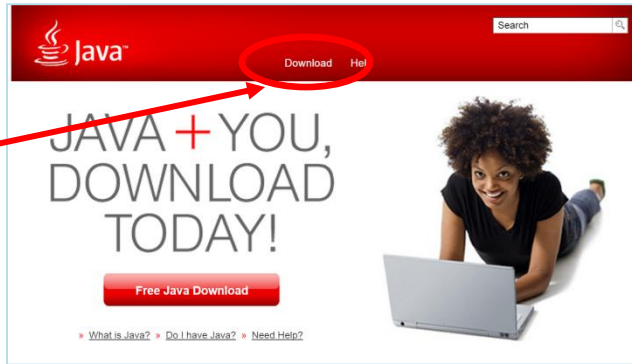 Search
Java™
Download Hel
JAVA + YOU,
DOWNLOAD
TODAY!
Free Java Download
» What is Java? » Do I have Java? » Need Help?